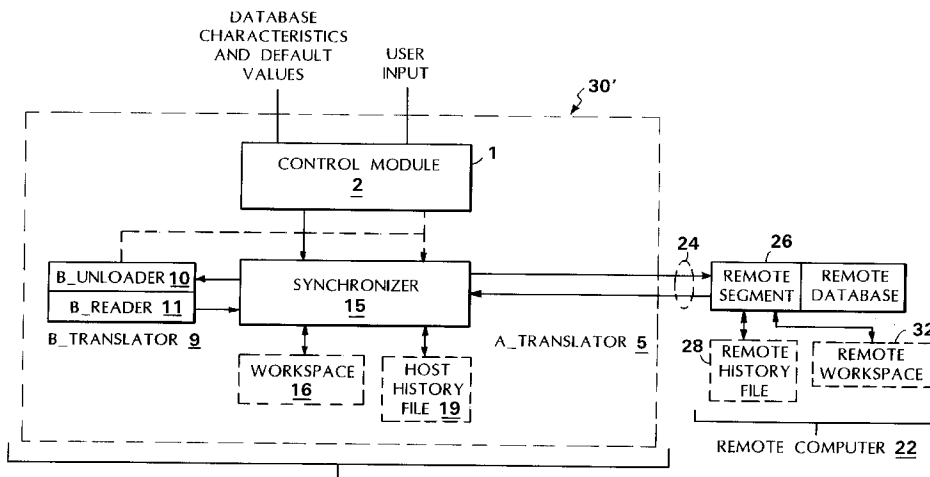 DATABASE
CHARACTERISTICS
AND DEFAULT
VALUES
USER
INPUT
30'
CONTROL MODULE
2
1
B_UNLOADER 10
B_READER 11
B_TRANSLATOR 9
SYNCHRONIZER
15
WORKSPACE
16
HOST
HISTORY
FILE 19
A_TRANSLATOR 5
24
26
REMOTE
SEGMENT
REMOTE
DATABASE
28
REMOTE
HISTORY
FILE
32
REMOTE
WORKSPACE
REMOTE COMPUTER 22